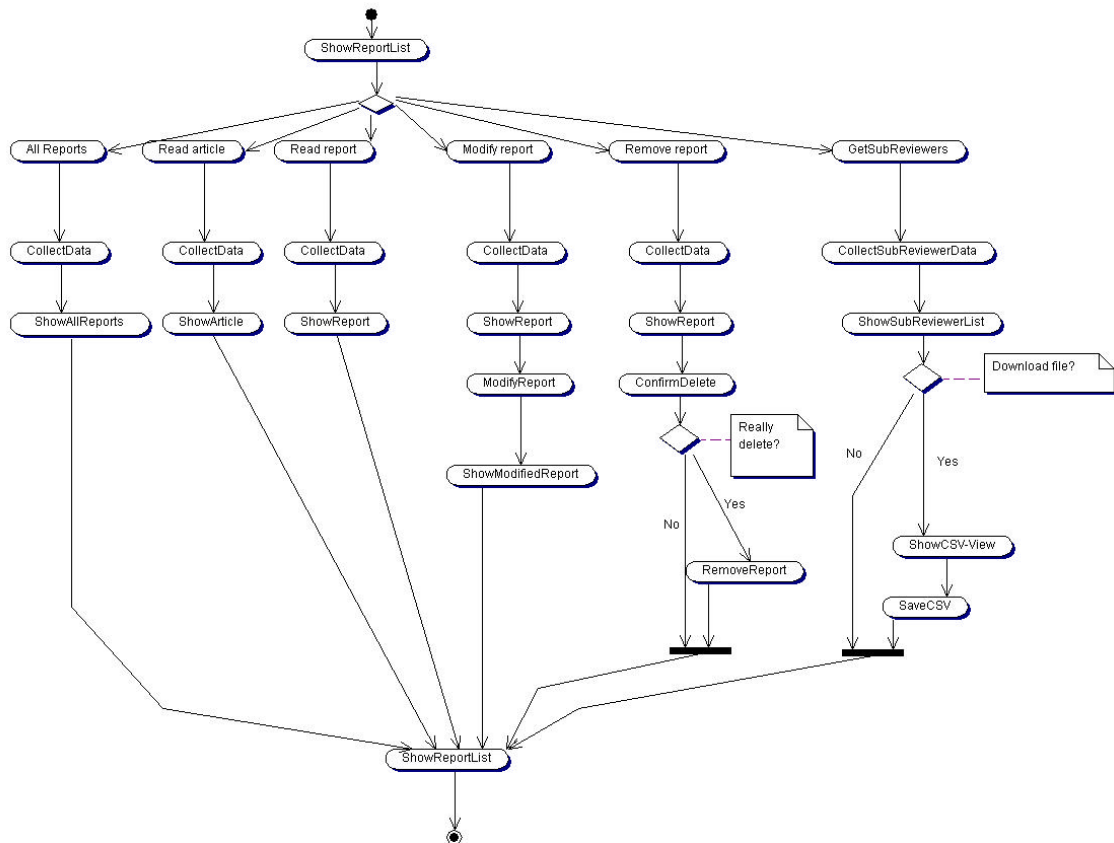 ShowReportList
All Reports
Read article
Read report
Modify report
Remove report
GetSubReviewers
CollectData
CollectData
CollectData
CollectData
CollectData
CollectSubReviewerData
ShowAllReports
ShowArticle
ShowReport
ShowReport
ShowReport
ShowSubReviewerList
Download file?
ModifyReport
ConfirmDelete
Really
delete?
No
Yes
ShowModifiedReport
Yes
No
ShowCSV-View
RemoveReport
SaveCSV
ShowReportList